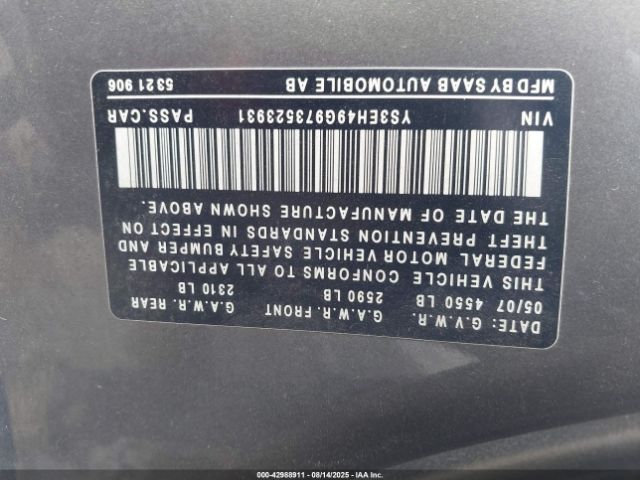 MFD BY SAAB AUTOMOBILE AB 5321 906
VIN YS3EH49G973523931 PASS.CAR
THE DATE OF MANUFACTURE SHOWN ABOVE.
THEFT PREVENTION STANDARDS IN EFFECT ON
FEDERAL MOTOR VEHICLE SAFETY BUMPER AND
THIS VEHICLE CONFORMS TO ALL APPLICABLE
05/07 4550 LB 2590 LB 2310 LB
DATE: G.V.W.R. G.A.W.R. FRONT G.A.W.R. REAR
000-42988911 - 08/14/2025 - IAAI.COM